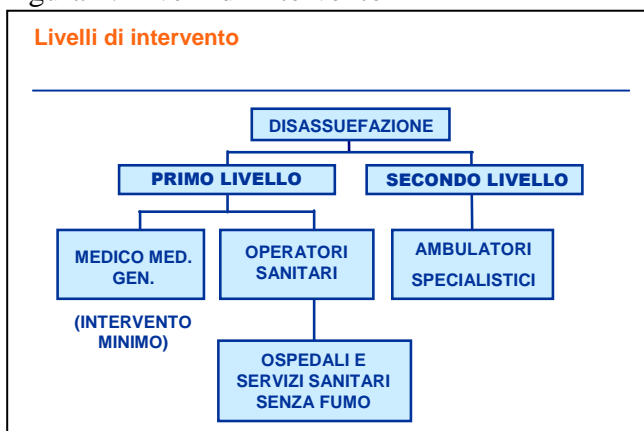 Livelli di intervento
DISASSUEFAZIONE
PRIMO LIVELLO
SECONDO LIVELLO
MEDICO MED.
GEN.
OPERATORI
SANITARI
AMBULATORI
SPECIALISTICI
(INTERVENTO
MINIMO)
OSPEDALI E
SERVIZI SANITARI
SENZA FUMO